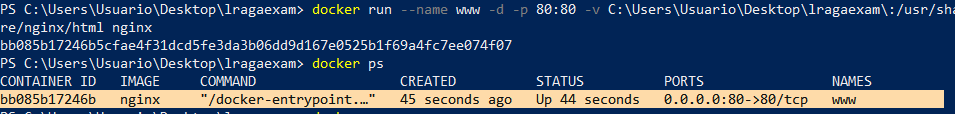 PS C:\Users\Usuario\Desktop\lragaexam> docker run --name www -d -p 80:80 -v C:\Users\Usuario\Desktop\lragaexam\:/usr/sha
re/nginx/html nginx
bb085b17246b5cfae4f31dcd5fe3da3b06dd9d167e0525b1f69a4fc7ee074f07
PS C:\Users\Usuario\Desktop\lragaexam> docker ps
CONTAINER ID   IMAGE     COMMAND                  CREATED          STATUS          PORTS                NAMES
bb085b17246b   nginx     "/docker-entrypoint.…"   45 seconds ago   Up 44 seconds   0.0.0.0:80->80/tcp   www